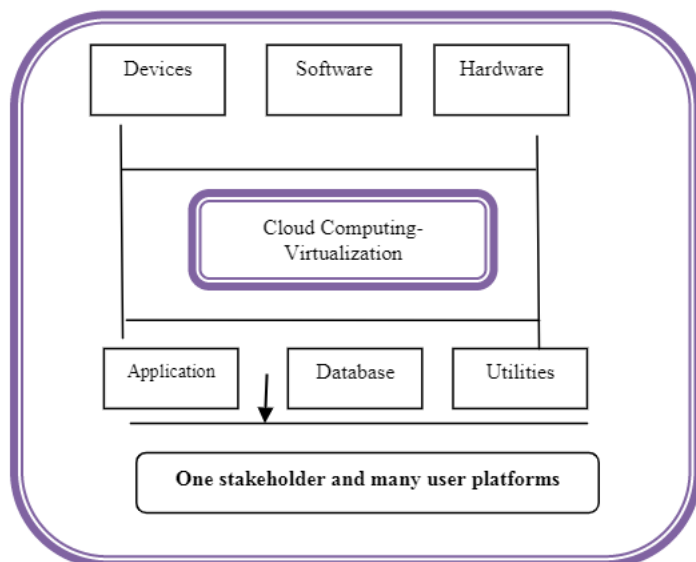 Devices
Software
Hardware
Cloud Computing-
Virtualization
Application
Database
Utilities
One stakeholder and many user platforms